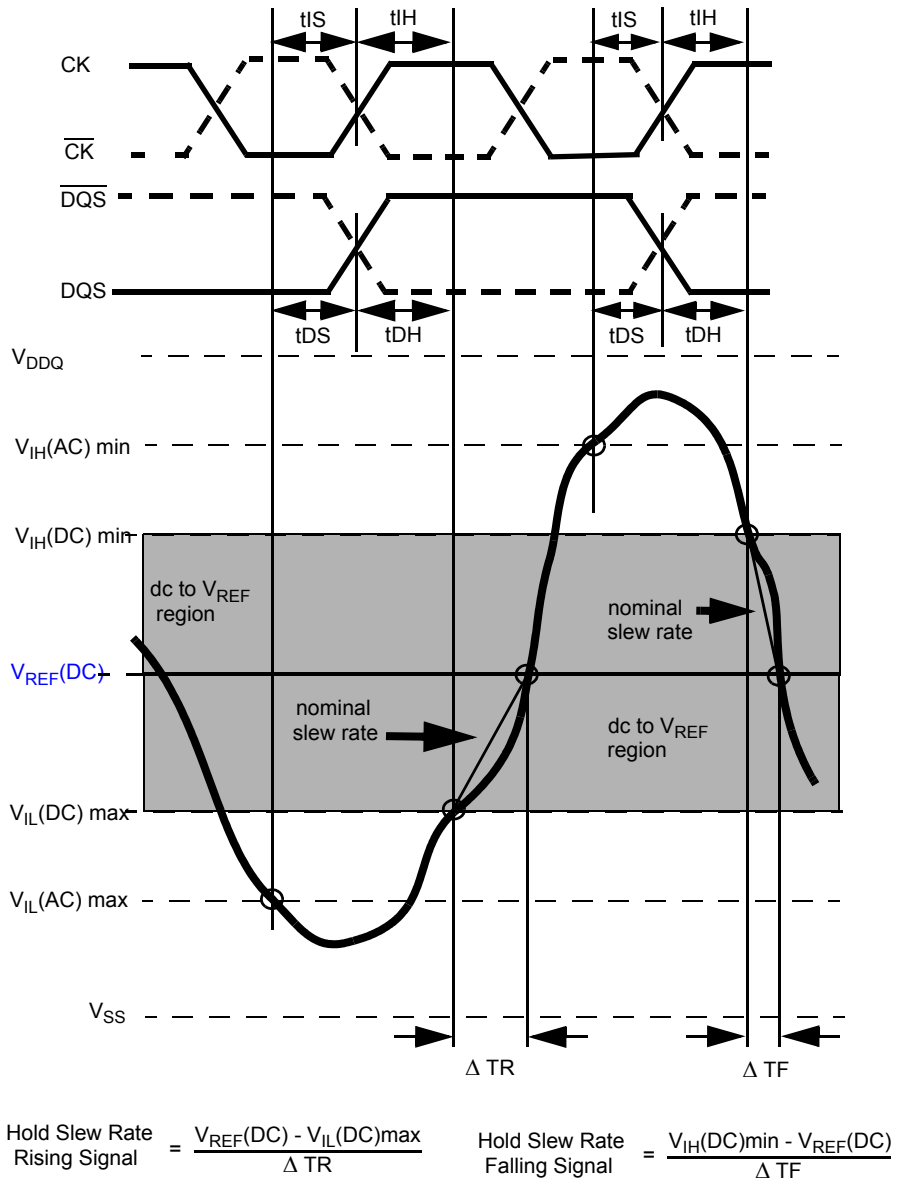 tIS tIH tIS tIH
CK
C̅K̅
D̅Q̅S̅
DQS
tDS tDH tDS tDH
VDDQ
VIH(AC) min
VIH(DC) min
dc to VREF
region
nominal
slew rate
VREF(DC)
nominal
slew rate
dc to VREF
region
VIL(DC) max
VIL(AC) max
VSS
Δ TR Δ TF
Hold Slew Rate
Rising Signal
= VREF(DC) - VIL(DC)max
Δ TR
Hold Slew Rate
Falling Signal
= VIH(DC)min - VREF(DC)
Δ TF